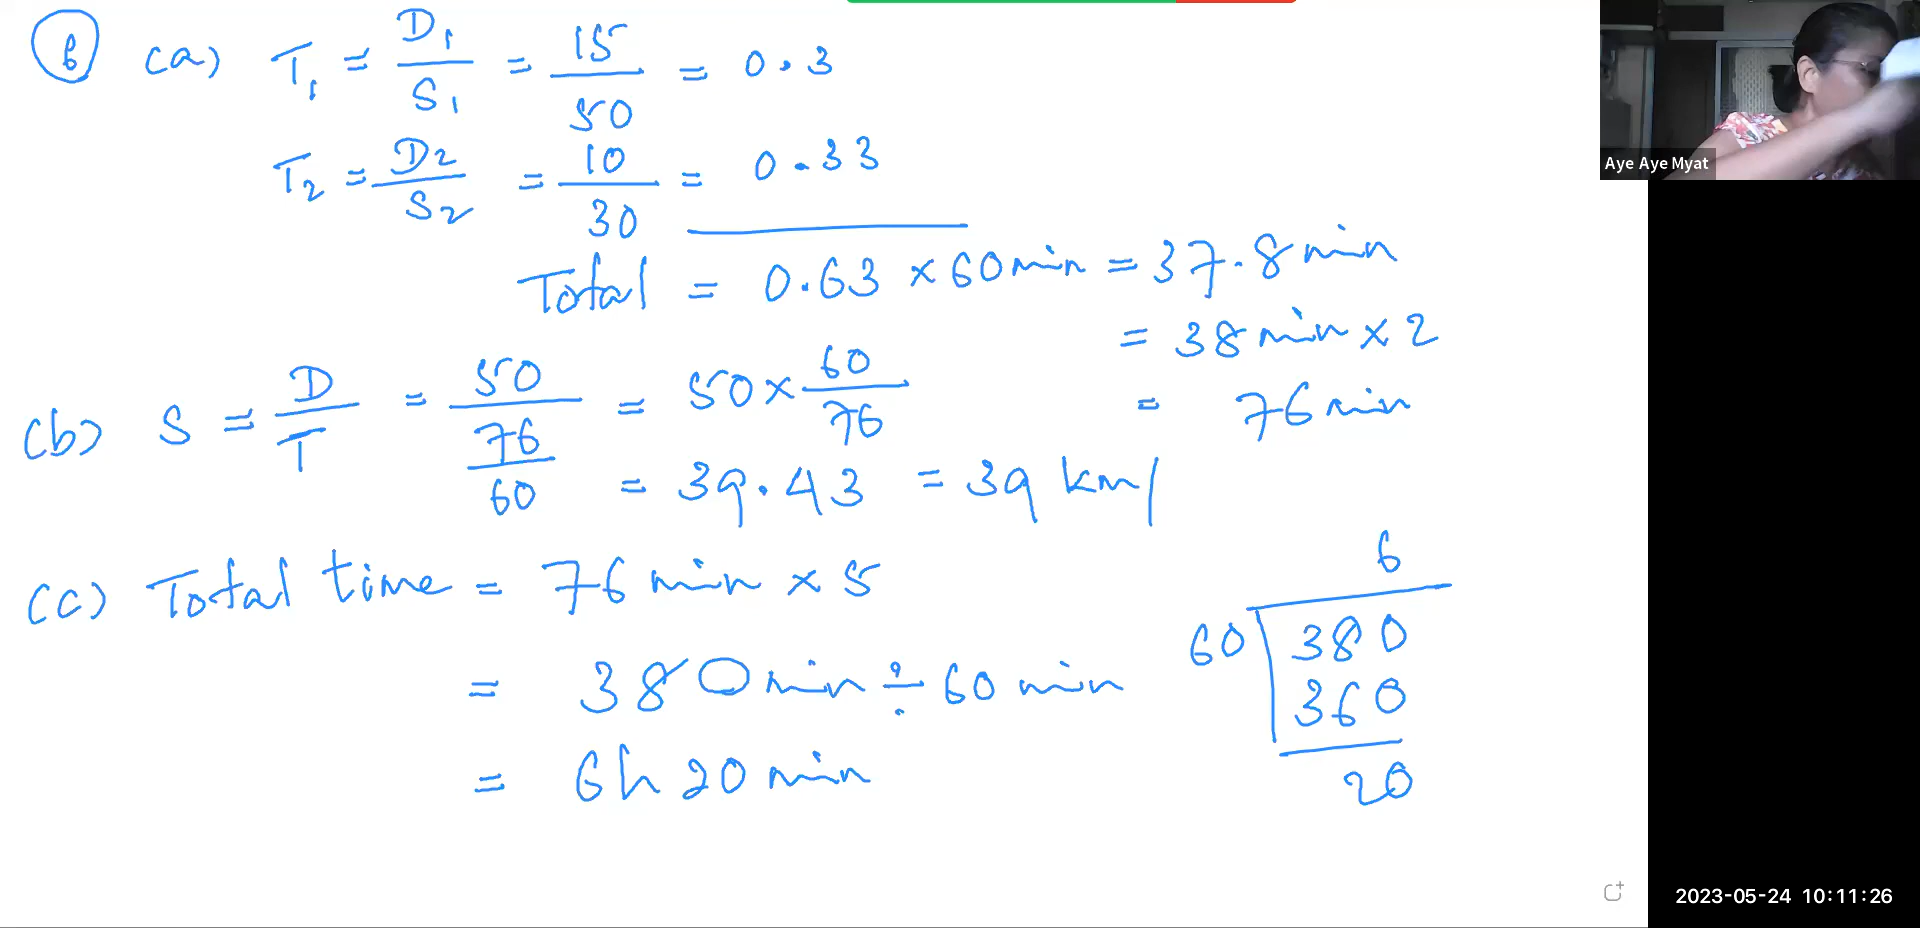 6 (a) T₁ = D₁/S₁ = 15/50 = 0.3
T₂ = D₂/S₂ = 10/30 = 0.33
Total = 0.63 × 60 min = 37.8 min
= 38 min × 2
= 76 min
(b) S = D/T = 50/(76/60) = 50 × 60/76
= 39.43 = 39 km/
(c) Total time = 76 min × 5
= 380 min ÷ 60 min
= 6h 20 min
6
60 380
360
20
Aye Aye Myat
2023-05-24 10:11:26